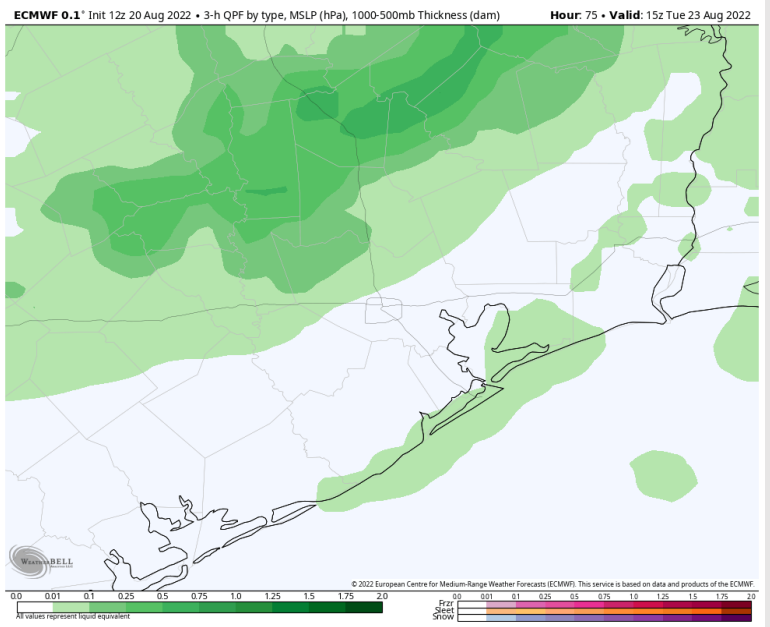 ECMWF 0.1° Init 12z 20 Aug 2022 • 3-h QPF by type, MSLP (hPa), 1000-500mb Thickness (dam)
Hour: 75 • Valid: 15z Tue 23 Aug 2022
WEATHERBELL
© 2022 European Centre for Medium-Range Weather Forecasts (ECMWF). This service is based on data and products of the ECMWF.
0.0 0.01 0.1 0.25 0.5 0.75 1.0 1.25 1.5 1.75 2.0
All values represent liquid equivalent
0.0 0.01 0.1 0.25 0.5 0.75 1.0 1.25 1.5 1.75 2.0
Frzr
Sleet
Snow